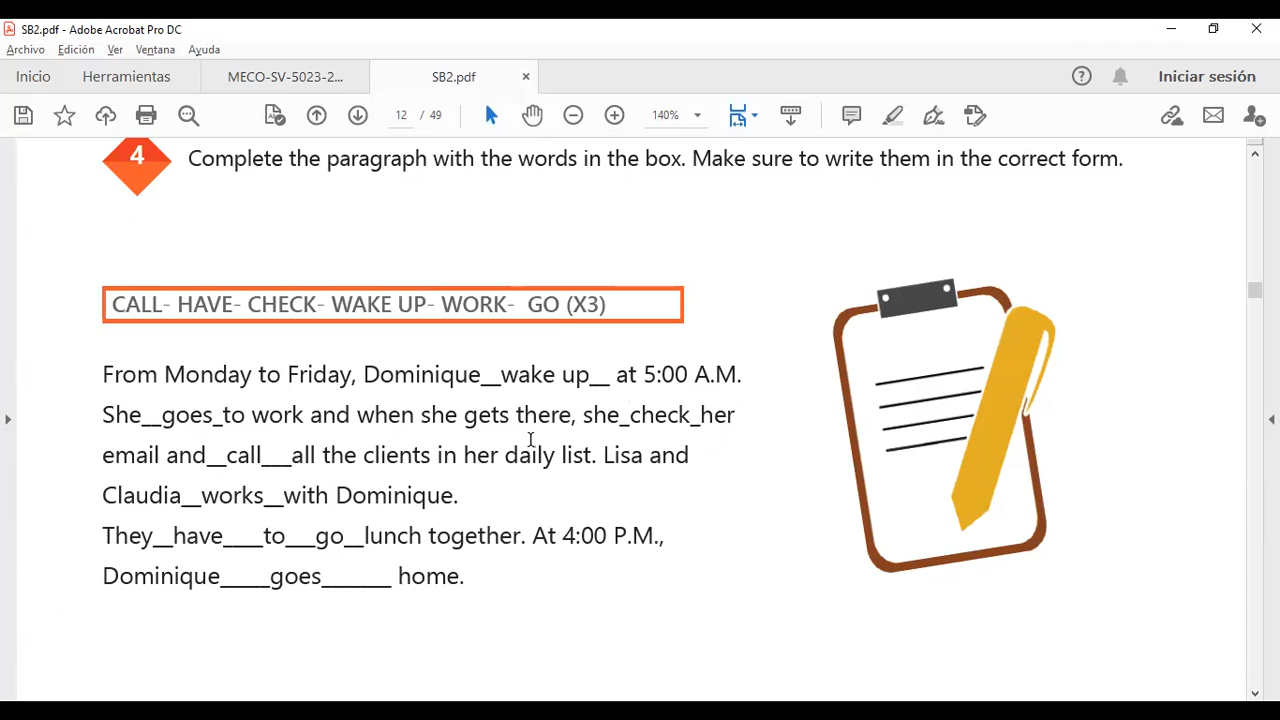 SB2.pdf - Adobe Acrobat Pro DC
Archivo Edición Ver Ventana Ayuda
Inicio Herramientas MECO-SV-5023-2... SB2.pdf × Iniciar sesión
12 / 49 140%
4 Complete the paragraph with the words in the box. Make sure to write them in the correct form.
CALL- HAVE- CHECK- WAKE UP- WORK- GO (X3)
From Monday to Friday, Dominique__wake up__ at 5:00 A.M.
She__goes_to work and when she gets there, she_check_her
email and__call___all the clients in her daily list. Lisa and
Claudia__works__with Dominique.
They__have____to___go__lunch together. At 4:00 P.M.,
Dominique_____goes_______ home.